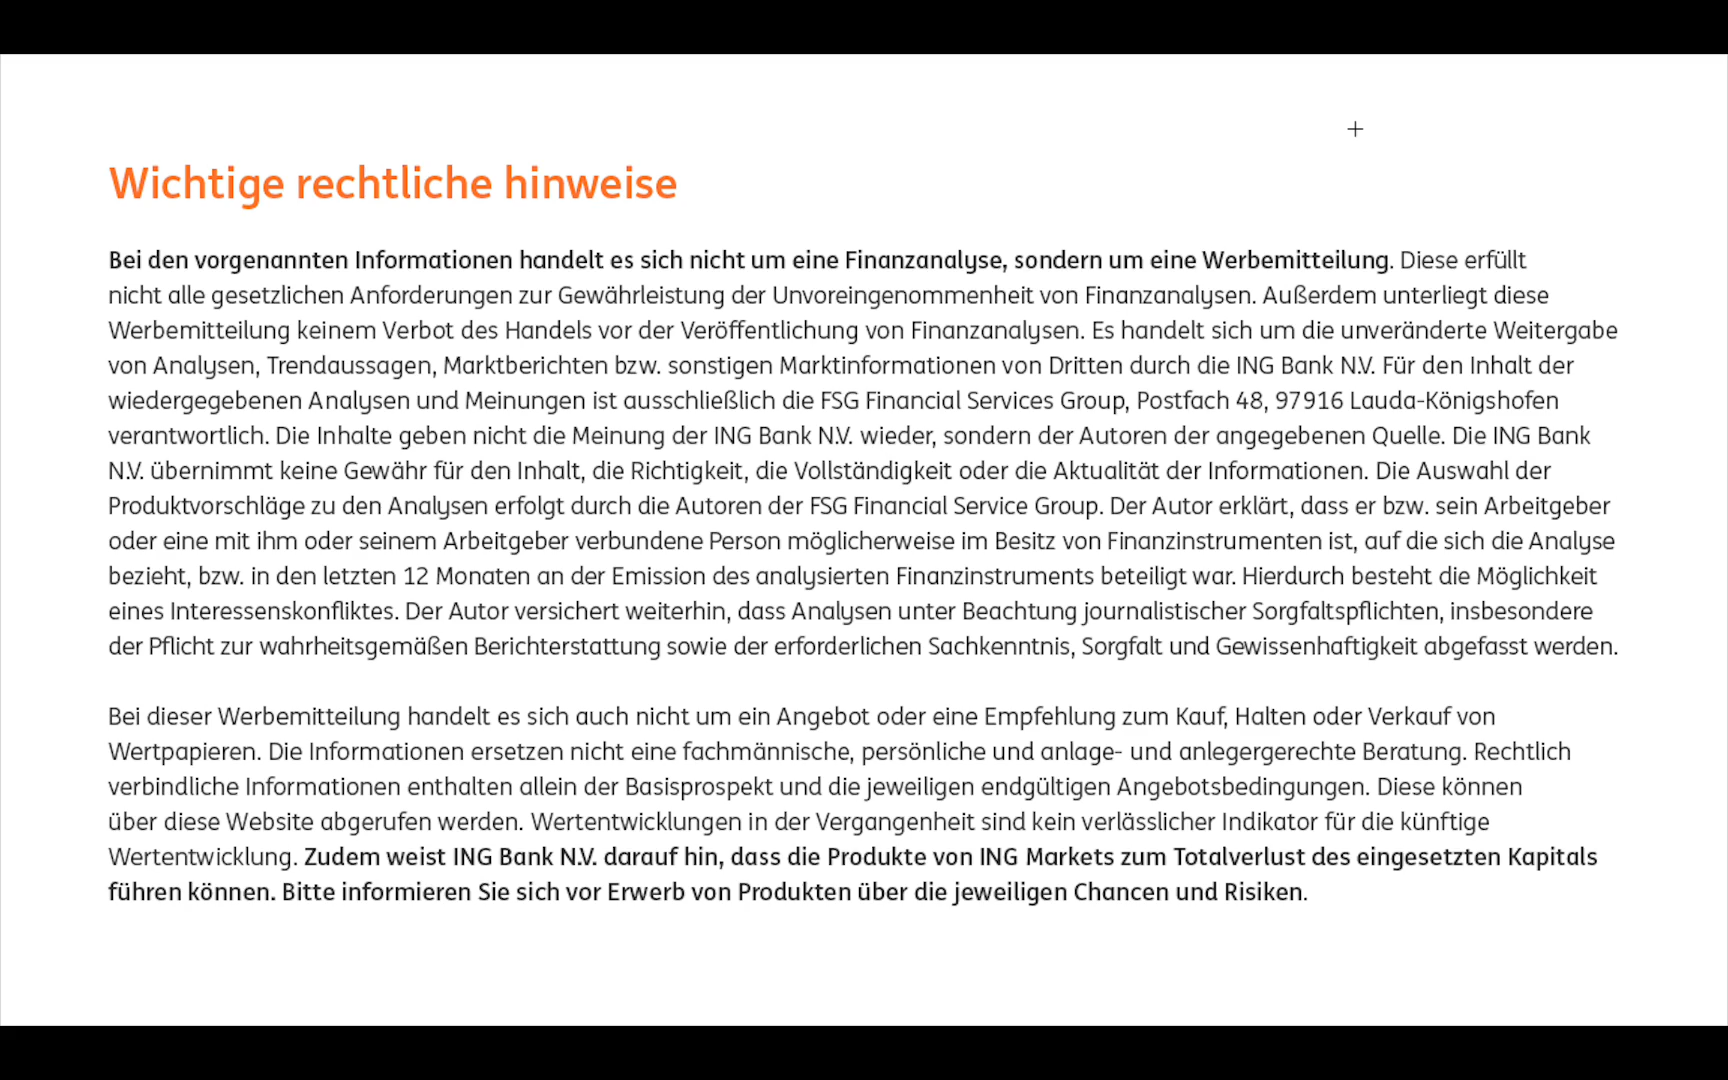 Wichtige rechtliche hinweise
Bei den vorgenannten Informationen handelt es sich nicht um eine Finanzanalyse, sondern um eine Werbemitteilung. Diese erfüllt
nicht alle gesetzlichen Anforderungen zur Gewährleistung der Unvoreingenommenheit von Finanzanalysen. Außerdem unterliegt diese
Werbemitteilung keinem Verbot des Handels vor der Veröffentlichung von Finanzanalysen. Es handelt sich um die unveränderte Weitergabe
von Analysen, Trendaussagen, Marktberichten bzw. sonstigen Marktinformationen von Dritten durch die ING Bank N.V. Für den Inhalt der
wiedergegebenen Analysen und Meinungen ist ausschließlich die FSG Financial Services Group, Postfach 48, 97916 Lauda-Königshofen
verantwortlich. Die Inhalte geben nicht die Meinung der ING Bank N.V. wieder, sondern der Autoren der angegebenen Quelle. Die ING Bank
N.V. übernimmt keine Gewähr für den Inhalt, die Richtigkeit, die Vollständigkeit oder die Aktualität der Informationen. Die Auswahl der
Produktvorschläge zu den Analysen erfolgt durch die Autoren der FSG Financial Service Group. Der Autor erklärt, dass er bzw. sein Arbeitgeber
oder eine mit ihm oder seinem Arbeitgeber verbundene Person möglicherweise im Besitz von Finanzinstrumenten ist, auf die sich die Analyse
bezieht, bzw. in den letzten 12 Monaten an der Emission des analysierten Finanzinstruments beteiligt war. Hierdurch besteht die Möglichkeit
eines Interessenskonfliktes. Der Autor versichert weiterhin, dass Analysen unter Beachtung journalistischer Sorgfaltspflichten, insbesondere
der Pflicht zur wahrheitsgemäßen Berichterstattung sowie der erforderlichen Sachkenntnis, Sorgfalt und Gewissenhaftigkeit abgefasst werden.
Bei dieser Werbemitteilung handelt es sich auch nicht um ein Angebot oder eine Empfehlung zum Kauf, Halten oder Verkauf von
Wertpapieren. Die Informationen ersetzen nicht eine fachmännische, persönliche und anlage- und anlegergerechte Beratung. Rechtlich
verbindliche Informationen enthalten allein der Basisprospekt und die jeweiligen endgültigen Angebotsbedingungen. Diese können
über diese Website abgerufen werden. Wertentwicklungen in der Vergangenheit sind kein verlässlicher Indikator für die künftige
Wertentwicklung. Zudem weist ING Bank N.V. darauf hin, dass die Produkte von ING Markets zum Totalverlust des eingesetzten Kapitals
führen können. Bitte informieren Sie sich vor Erwerb von Produkten über die jeweiligen Chancen und Risiken.